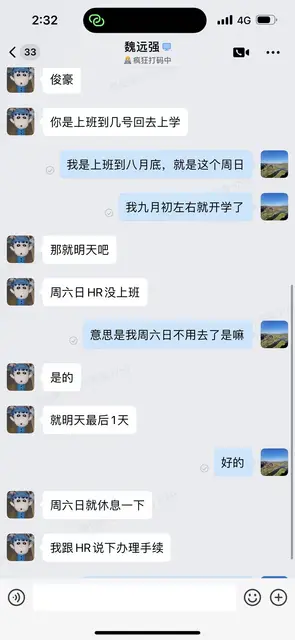 2:32
4G
33
魏远强
疯狂打码中
俊豪
你是上班到几号回去上学
我是上班到八月底，就是这个周日
我九月初左右就开学了
那就明天吧
周六日HR没上班
意思是我周六日不用去了是嘛
是的
就明天最后1天
好的
周六日就休息一下
我跟HR说下办理手续